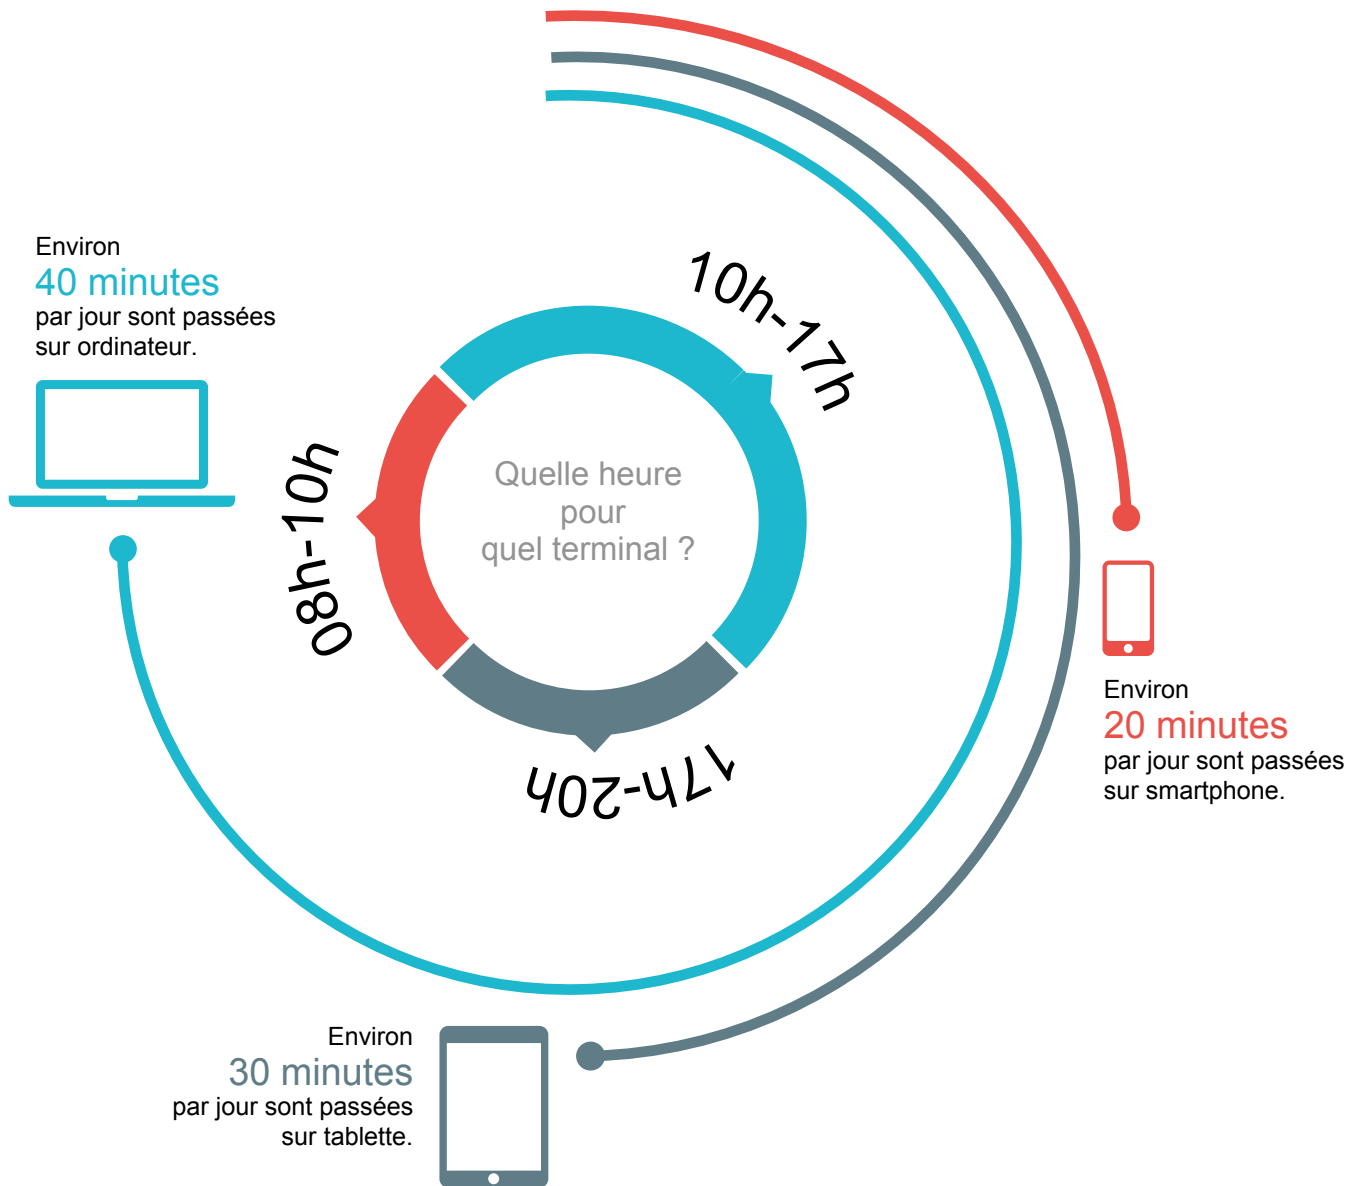 Environ
40 minutes
par jour sont passées
sur ordinateur.
10h-17h
08h-10h
Quelle heure
pour
quel terminal ?
17h-20h
Environ
20 minutes
par jour sont passées
sur smartphone.
Environ
30 minutes
par jour sont passées
sur tablette.